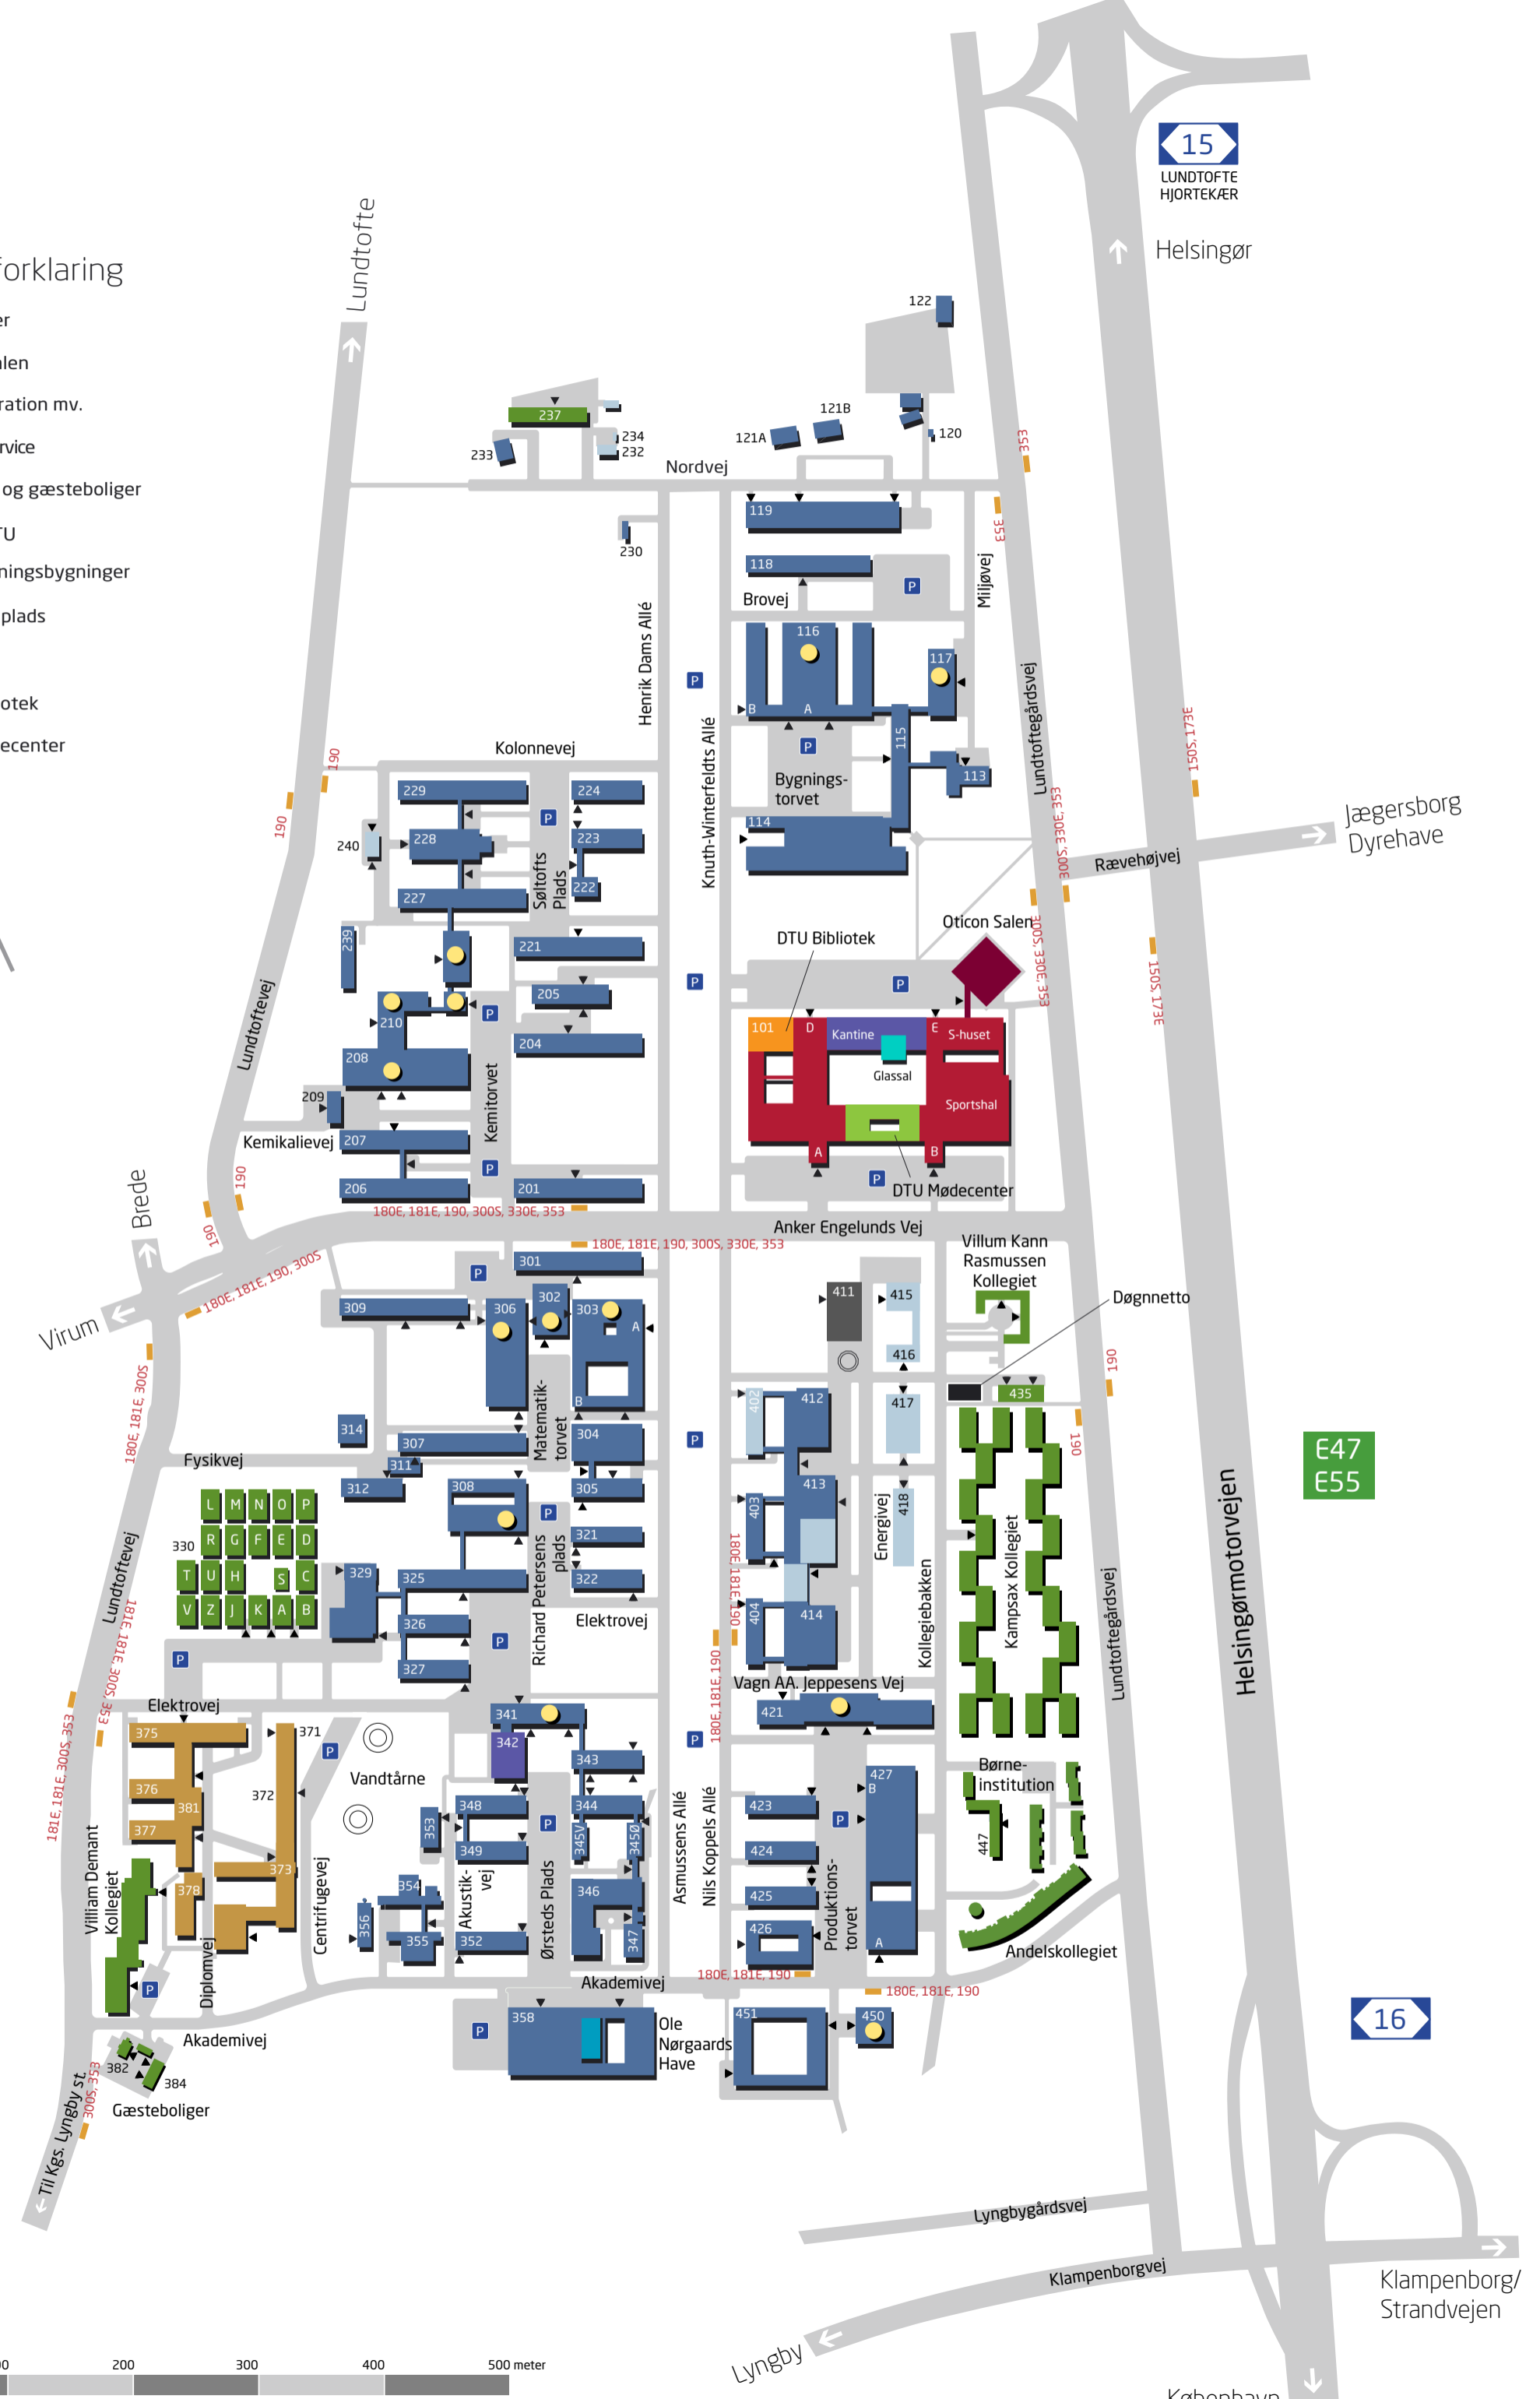 15
LUNDTOFTE
HJORTEKÆR
Helsingør
Lundtofte
forklaring
er
alen
ration mv.
rvice
og gæsteboliger
TU
ningsbygninger
plads
otek
ecenter
122
121B
121A
120
237
234
232
233
Nordvej
353E
353
119
230
118
P
Miljøvej
Brovej
Henrik Dams Allé
116
117
P
B
A
115
Lundtoftegårdsvej
Knuth-Winterfeldts Allé
P
Bygnings-
torvet
113
150S, 173E
Kolonnevej
190
229
224
P
190
114
240
228
223
Søltofts
Plads
222
227
300S, 330E, 353
Rævehøjvej
Jægersborg
Dyrehave
239
221
DTU Bibliotek
Oticon Salen
300S, 330E, 353
150S, 173E
Lundtoftevej
205
P
P
210
P
204
208
101
D
Kantine
E
S-huset
Glassal
209
Kemitorvet
Sportshal
Kemikalievej
207
A
B
Brede
190
P
P
206
201
DTU Mødecenter
180E, 181E, 190, 300S, 330E, 353
190
Anker Engelunds Vej
180E, 181E, 190, 300S, 330E, 353
180E, 181E, 190, 300S
Virum
301
P
Villum Kann
Rasmussen
Kollegiet
Døgnnetto
309
306
302
303
A
411
415
416
180E, 181E, 300S
Matematik-
torvet
B
402
412
417
435
190
190
314
307
304
P
E47
E55
Fysikvej
311
312
308
305
413
403
418
Energivej
Helsingørmotorvejen
L
M
N
O
P
330
R
G
F
E
D
P
321
Richard Petersens
plads
180E, 181E, 190
Kampsax Kollegiet
T
U
H
S
C
329
325
322
Kollegiebakken
Lundtoftevej
V
Z
J
K
A
B
326
Elektrovej
404
414
Lundtoftegårdsvej
P
327
P
181E, 181E, 300S, 353
Vagn AA. Jeppesens Vej
180E, 181E, 190
Elektrovej
341
421
375
371
P
342
P
343
Vandtårne
372
376
381
377
181E, 181E, 300S, 353
427
B
Børne-
institution
423
P
348
344
353
P
345V
345Ø
349
424
447
Asmussens Allé
Nils Koppels Allé
373
378
Villiam Demant
Kollegiet
Centrifugevej
354
Akustik-
vej
346
425
Produktions-
torvet
356
355
352
Ørsteds Plads
347
426
A
Andelskollegiet
Diplomvej
P
Akademivej
180E, 181E, 190
180E, 181E, 190
P
358
Ole
Nørgaards
Have
451
450
16
Akademivej
382
384
300S, 353
Gæsteboliger
Til Kgs. Lyngby st.
Lyngbygårdsvej
Klampenborgvej
Klampenborg/
Strandvejen
Lyngby
200
300
400
500 meter